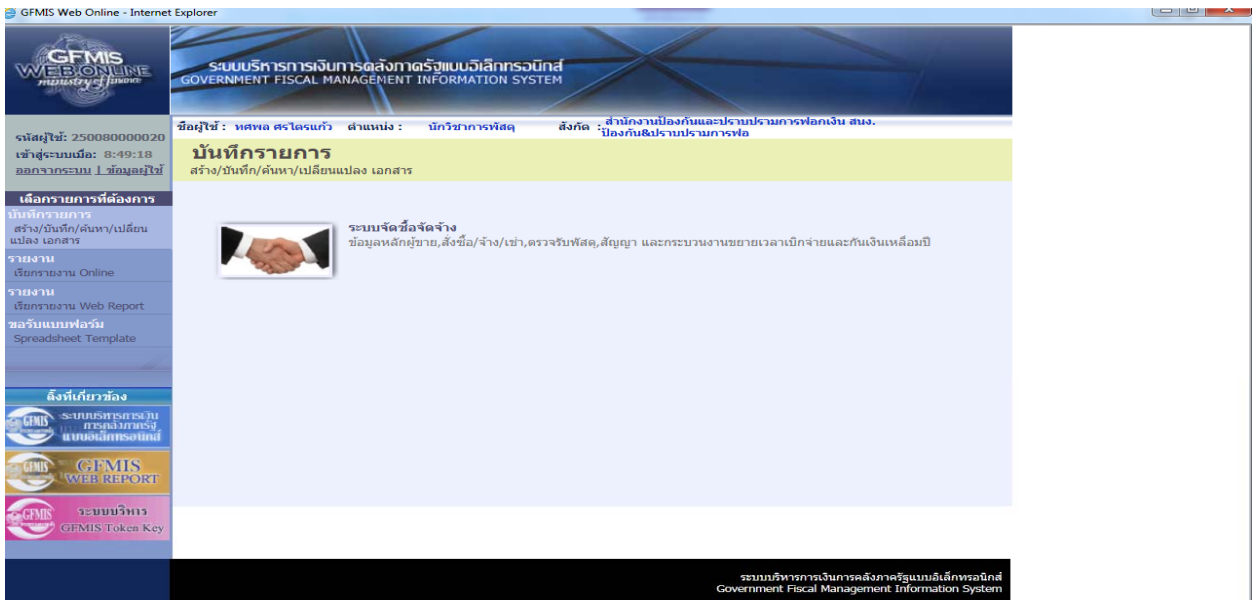 GFMIS Web Online - Internet Explorer
GFMIS
WEB ONLINE
ministry of finance
ระบบบริหารการเงินการคลังภาครัฐแบบอิเล็กทรอนิกส์
GOVERNMENT FISCAL MANAGEMENT INFORMATION SYSTEM
รหัสผู้ใช้: 250080000020
เข้าสู่ระบบเมื่อ: 8:49:18
ออกจากระบบ | ข้อมูลผู้ใช้
ชื่อผู้ใช้ : ทศพล ศรไตรแก้ว ตำแหน่ง : นักวิชาการพัสดุ สังกัด : สำนักงานป้องกันและปราบปรามการฟอกเงิน สนง.
ป้องกัน&ปราบปรามการฟอ
บันทึกรายการ
สร้าง/บันทึก/ค้นหา/เปลี่ยนแปลง เอกสาร
เลือกรายการที่ต้องการ
บันทึกรายการ
สร้าง/บันทึก/ค้นหา/เปลี่ยน
แปลง เอกสาร
รายงาน
เรียกรายงาน Online
รายงาน
เรียกรายงาน Web Report
ขอรับแบบฟอร์ม
Spreadsheet Template
ระบบจัดซื้อจัดจ้าง
ข้อมูลหลักผู้ขาย,สั่งซื้อ/จ้าง/เช่า,ตรวจรับพัสดุ,สัญญา และกระบวนงานขยายเวลาเบิกจ่ายและกันเงินเหลื่อมปี
ลิ๊งที่เกี่ยวข้อง
GFMIS
ระบบบริหารการเงิน
การคลังภาครัฐ
แบบอิเล็กทรอนิกส์
GFMIS
GFMIS
WEB REPORT
GFMIS
ระบบบริหาร
GFMIS Token Key
ระบบบริหารการเงินการคลังภาครัฐแบบอิเล็กทรอนิกส์
Government Fiscal Management Information System